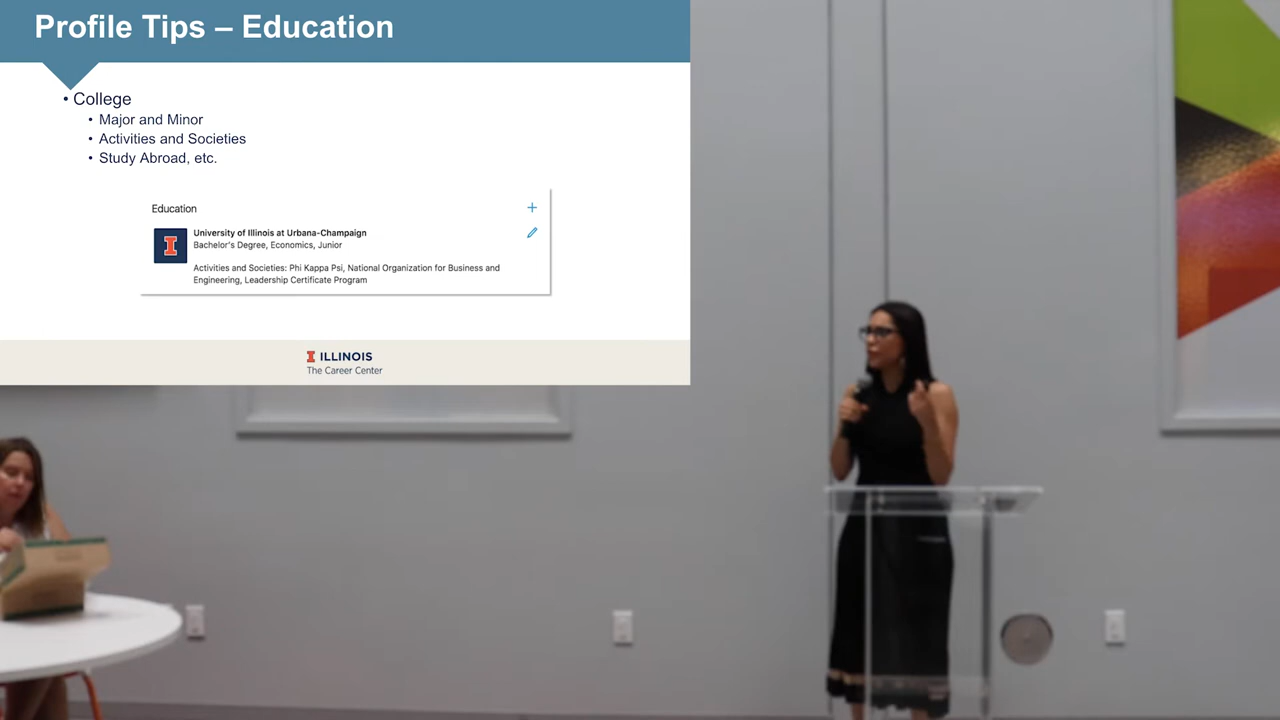 Profile Tips – Education
• College
• Major and Minor
• Activities and Societies
• Study Abroad, etc.
Education
University of Illinois at Urbana-Champaign
Bachelor's Degree, Economics, Junior
Activities and Societies: Phi Kappa Psi, National Organization for Business and
Engineering, Leadership Certificate Program
I ILLINOIS
The Career Center